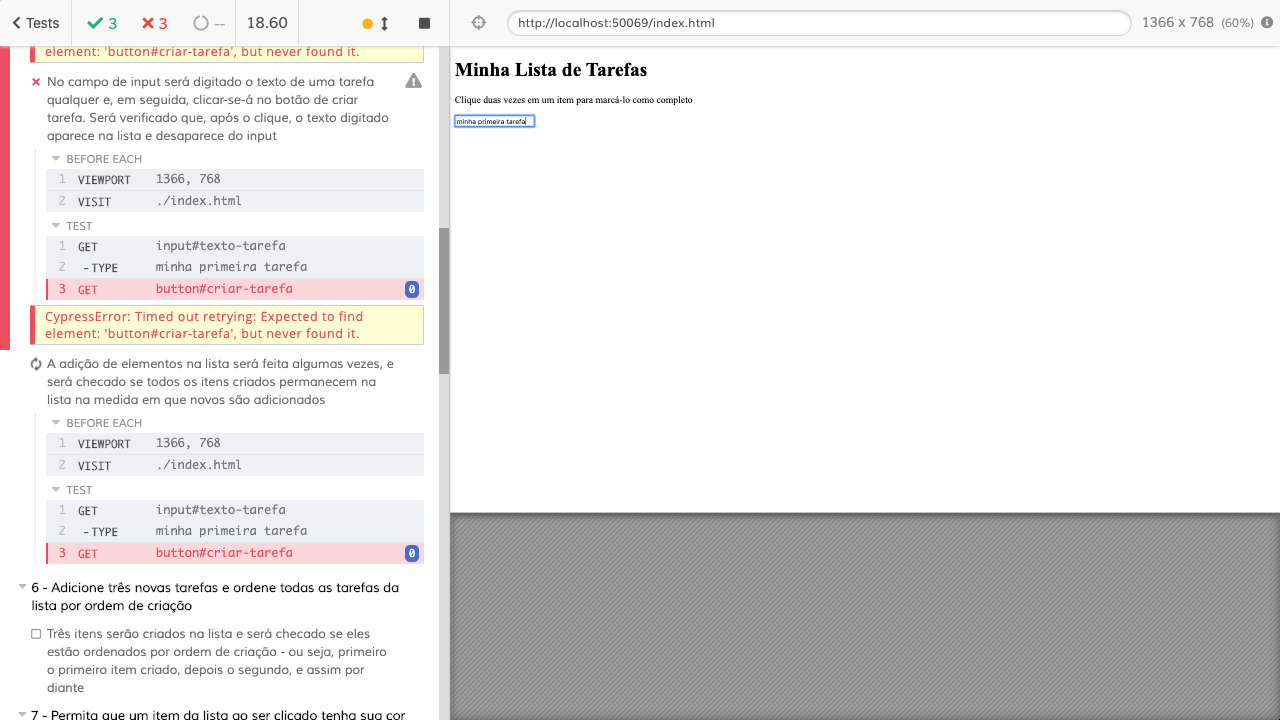 Tests
3
3
--
18.60
http://localhost:50069/index.html
1366 x 768 (60%)
element: 'button#criar-tarefa', but never found it.
No campo de input será digitado o texto de uma tarefa
qualquer e, em seguida, clicar-se-á no botão de criar
tarefa. Será verificado que, após o clique, o texto digitado
aparece na lista e desaparece do input
BEFORE EACH
1 VIEWPORT 1366, 768
2 VISIT ./index.html
TEST
1 GET input#texto-tarefa
2 -TYPE minha primeira tarefa
3 GET button#criar-tarefa 0
CypressError: Timed out retrying: Expected to find
element: 'button#criar-tarefa', but never found it.
A adição de elementos na lista será feita algumas vezes, e
será checado se todos os itens criados permanecem na
lista na medida em que novos são adicionados
BEFORE EACH
1 VIEWPORT 1366, 768
2 VISIT ./index.html
TEST
1 GET input#texto-tarefa
2 -TYPE minha primeira tarefa
3 GET button#criar-tarefa 0
6 - Adicione três novas tarefas e ordene todas as tarefas da
lista por ordem de criação
Três itens serão criados na lista e será checado se eles
estão ordenados por ordem de criação - ou seja, primeiro
o primeiro item criado, depois o segundo, e assim por
diante
7 - Permita que um item da lista ao ser clicado tenha sua cor
Minha Lista de Tarefas
Clique duas vezes em um item para marcá-lo como completo
minha primeira tarefa